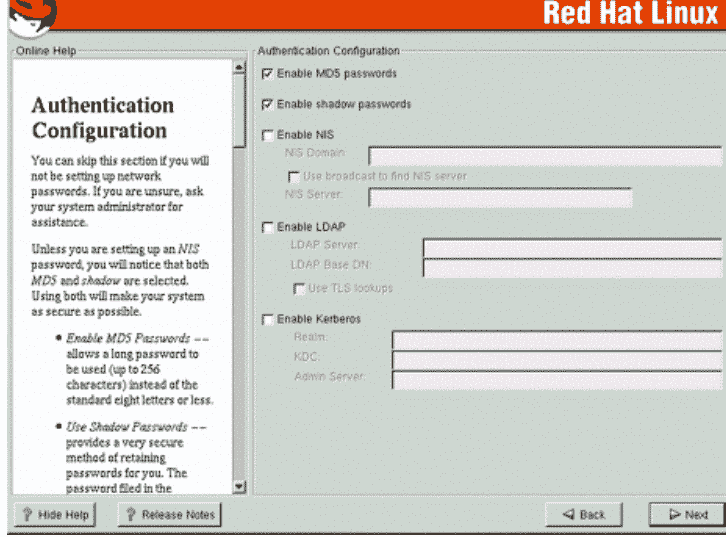 Red Hat Linux
Online Help
Authentication
Configuration
You can skip this section if you will
not be setting up network
passwords. If you are unsure, ask
your system administrator for
assistance.
Unless you are setting up an NIS
password, you will notice that both
MD5 and shadow are selected.
Using both will make your system
as secure as possible.
• Enable MD5 Passwords --
allows a long password to
be used (up to 256
characters) instead of the
standard eight letters or less.
• Use Shadow Passwords --
provides a very secure
method of retaining
passwords for you. The
password filed in the
Authentication Configuration
Enable MD5 passwords
Enable shadow passwords
Enable NIS
NIS Domain:
Use broadcast to find NIS server
NIS Server:
Enable LDAP
LDAP Server:
LDAP Base DN:
Use TLS lookups
Enable Kerberos
Realm:
KDC:
Admin Server:
? Hide Help
? Release Notes
Back
Next